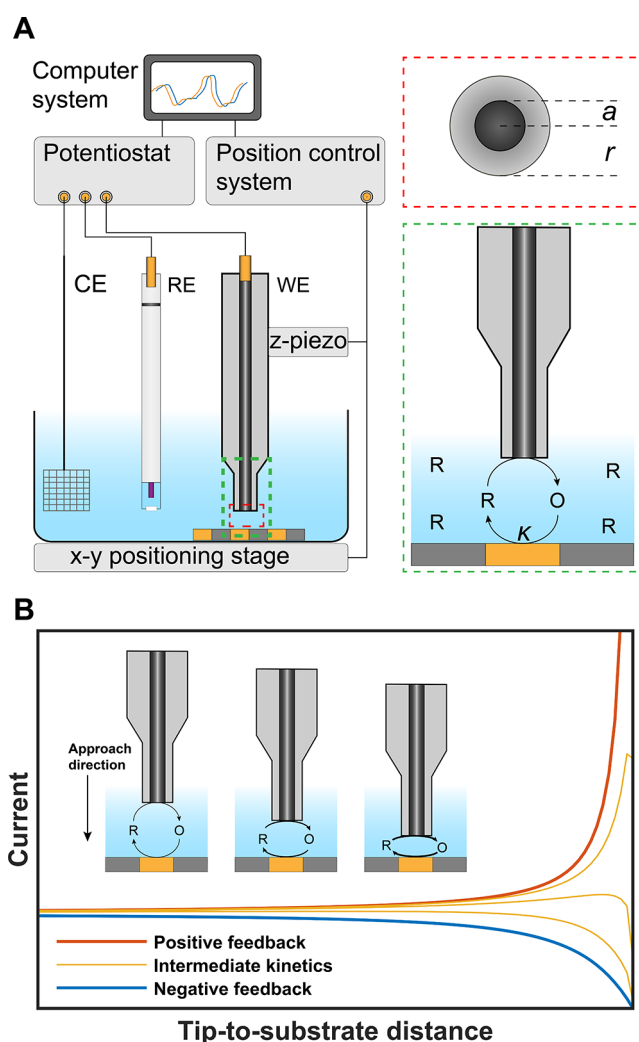 A
Computer
system
Potentiostat
Position control
system
CE
RE
WE
z-piezo
x-y positioning stage
a
r
R
R
R
O
R
R
κ
B
Approach
direction
R
O
R
O
R
O
Current
Positive feedback
Intermediate kinetics
Negative feedback
Tip-to-substrate distance